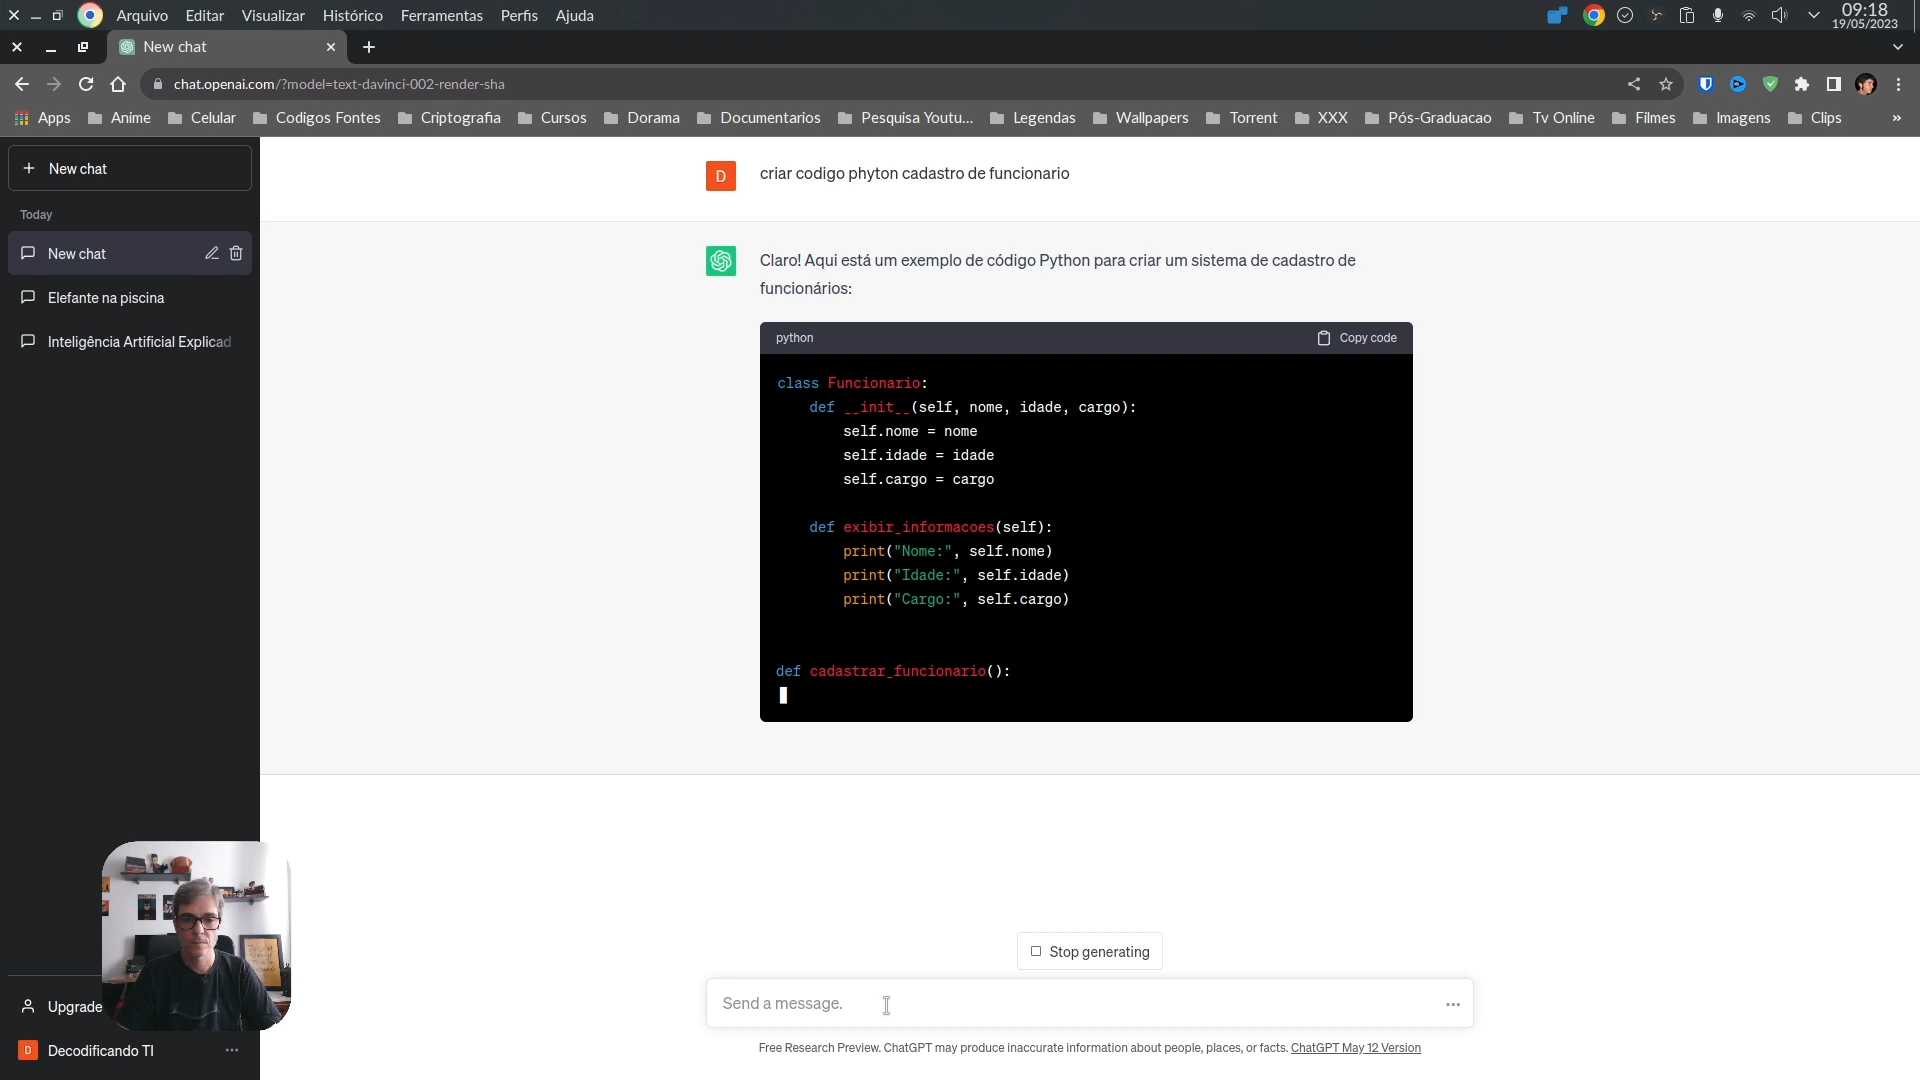 Arquivo Editar Visualizar Histórico Ferramentas Perfis Ajuda
09:18
19/05/2023
New chat
chat.openai.com/?model=text-davinci-002-render-sha
Apps Anime Celular Codigos Fontes Criptografia Cursos Dorama Documentarios Pesquisa Youtu... Legendas Wallpapers Torrent XXX Pós-Graduacao Tv Online Filmes Imagens Clips »
+ New chat
Today
New chat
Elefante na piscina
Inteligência Artificial Explicad
Upgrade
D Decodificando TI
D criar codigo phyton cadastro de funcionario
Claro! Aqui está um exemplo de código Python para criar um sistema de cadastro de
funcionários:
python Copy code
class Funcionario:
    def __init__(self, nome, idade, cargo):
        self.nome = nome
        self.idade = idade
        self.cargo = cargo
    def exibir_informacoes(self):
        print("Nome:", self.nome)
        print("Idade:", self.idade)
        print("Cargo:", self.cargo)
def cadastrar_funcionario():
Stop generating
Send a message.
Free Research Preview. ChatGPT may produce inaccurate information about people, places, or facts. ChatGPT May 12 Version